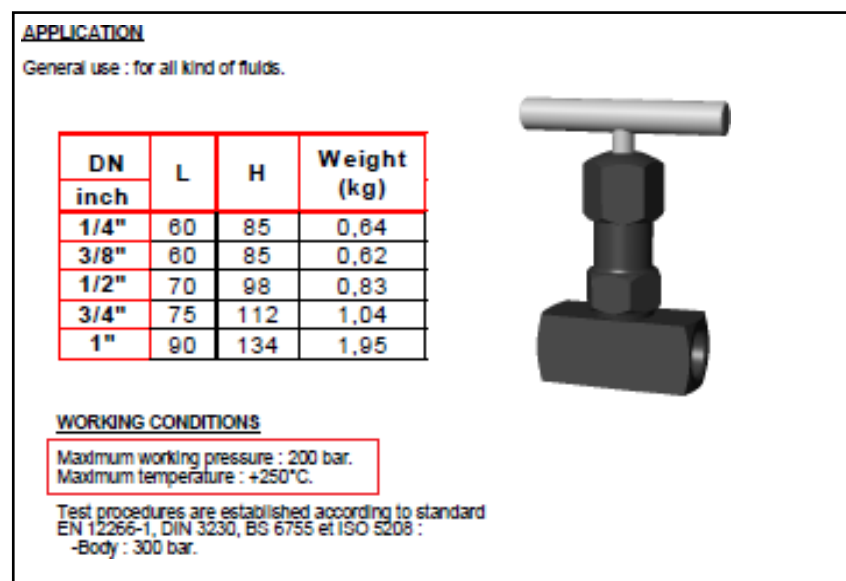 APPLICATION
General use : for all kind of fluids.
DN inch L H Weight (kg)
1/4" 60 85 0,64
3/8" 60 85 0,62
1/2" 70 98 0,83
3/4" 75 112 1,04
1" 90 134 1,95
WORKING CONDITIONS
Maximum working pressure : 200 bar.
Maximum temperature : +250°C.
Test procedures are established according to standard
EN 12266-1, DIN 3230, BS 6755 et ISO 5208 :
-Body : 300 bar.